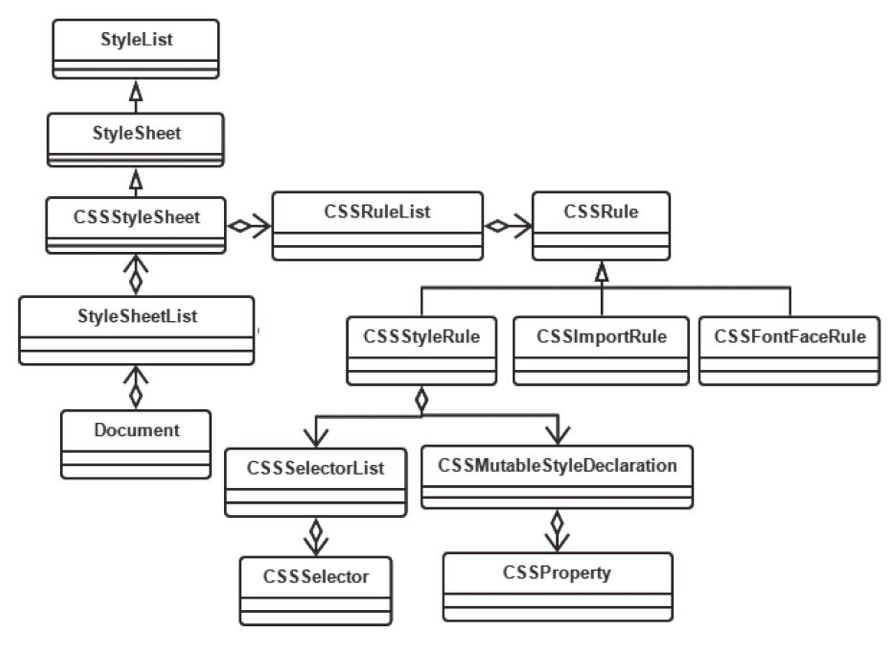 StyleList
StyleSheet
CSSStyleSheet
CSSRuleList
CSSRule
StyleSheetList
CSSStyleRule
CSSImportRule
CSSFontFaceRule
Document
CSSSelectorList
CSSMutableStyleDeclaration
CSSSelector
CSSProperty